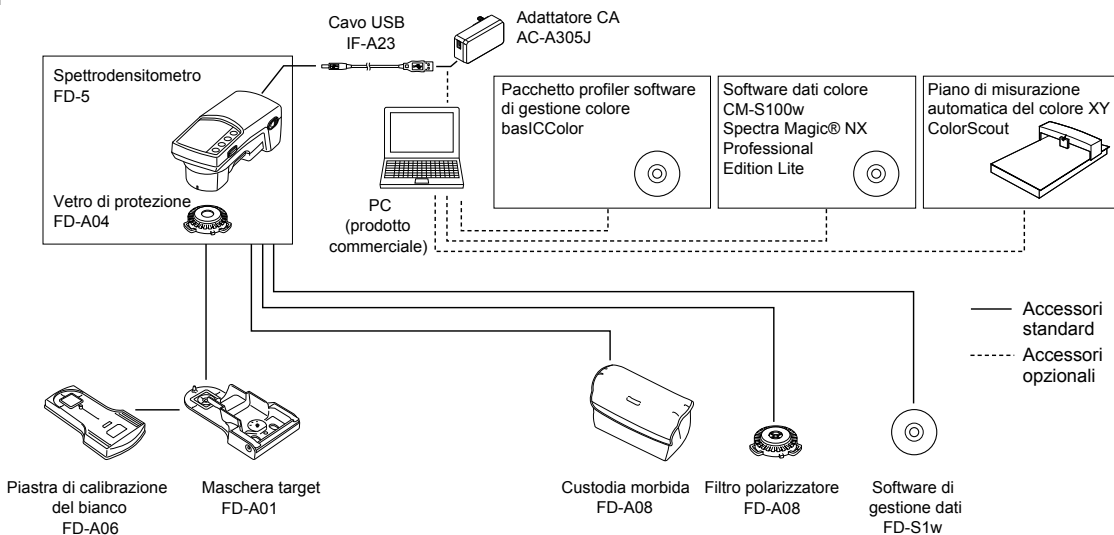 Cavo USB
IF-A23
Adattatore CA
AC-A305J
Spettrodensitometro
FD-5
Vetro di protezione
FD-A04
PC
(prodotto
commerciale)
Pacchetto profiler software
di gestione colore
basICColor
Software dati colore
CM-S100w
Spectra Magic® NX
Professional
Edition Lite
Piano di misurazione
automatica del colore XY
ColorScout
Accessori
standard
Accessori
opzionali
Piastra di calibrazione
del bianco
FD-A06
Maschera target
FD-A01
Custodia morbida
FD-A08
Filtro polarizzatore
FD-A08
Software di
gestione dati
FD-S1w